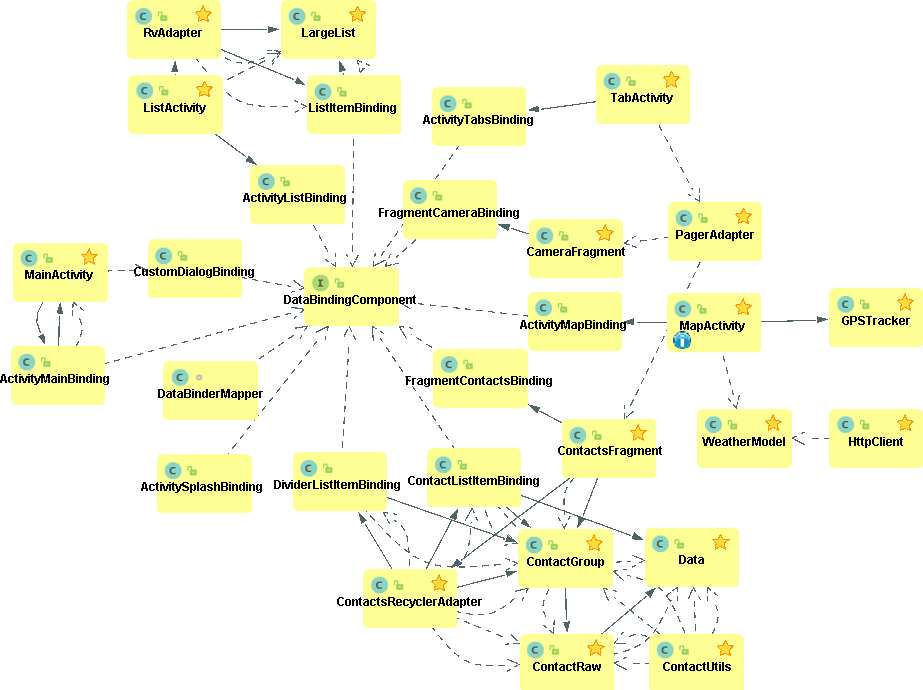 C RvAdapter
C LargeList
C ListActivity
C ListItemBinding
C ActivityTabsBinding
C TabActivity
C ActivityListBinding
C FragmentCameraBinding
C CameraFragment
C PagerAdapter
C MainActivity
C CustomDialogBinding
I DataBindingComponent
C ActivityMapBinding
C MapActivity
i
C GPSTracker
C ActivityMainBinding
C DataBinderMapper
C FragmentContactsBinding
C WeatherModel
C HttpClient
C ContactsFragment
C ActivitySplashBinding
C DividerListItemBinding
C ContactListItemBinding
C ContactGroup
C Data
C ContactsRecyclerAdapter
C ContactRaw
C ContactUtils